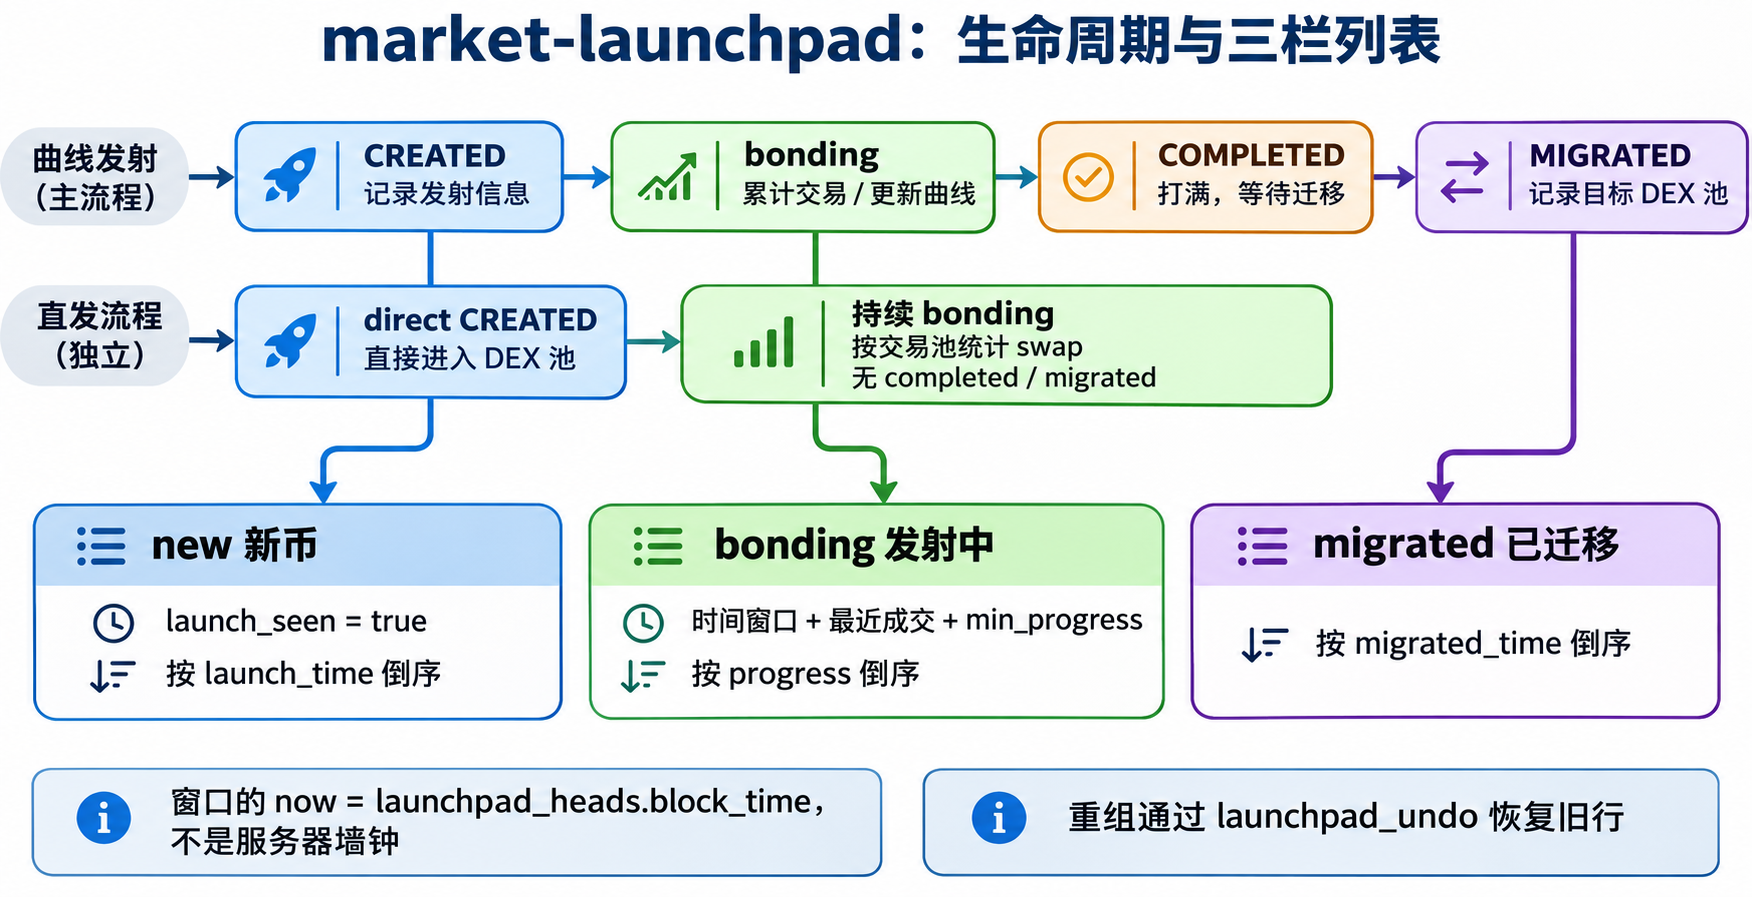 market-launchpad：生命周期与三栏列表
曲线发射
（主流程）
CREATED
记录发射信息
bonding
累计交易 / 更新曲线
COMPLETED
打满，等待迁移
MIGRATED
记录目标 DEX 池
直发流程
（独立）
direct CREATED
直接进入 DEX 池
持续 bonding
按交易池统计 swap
无 completed / migrated
new 新币
launch_seen = true
按 launch_time 倒序
bonding 发射中
时间窗口 + 最近成交 + min_progress
按 progress 倒序
migrated 已迁移
按 migrated_time 倒序
窗口的 now = launchpad_heads.block_time，
不是服务器墙钟
重组通过 launchpad_undo 恢复旧行